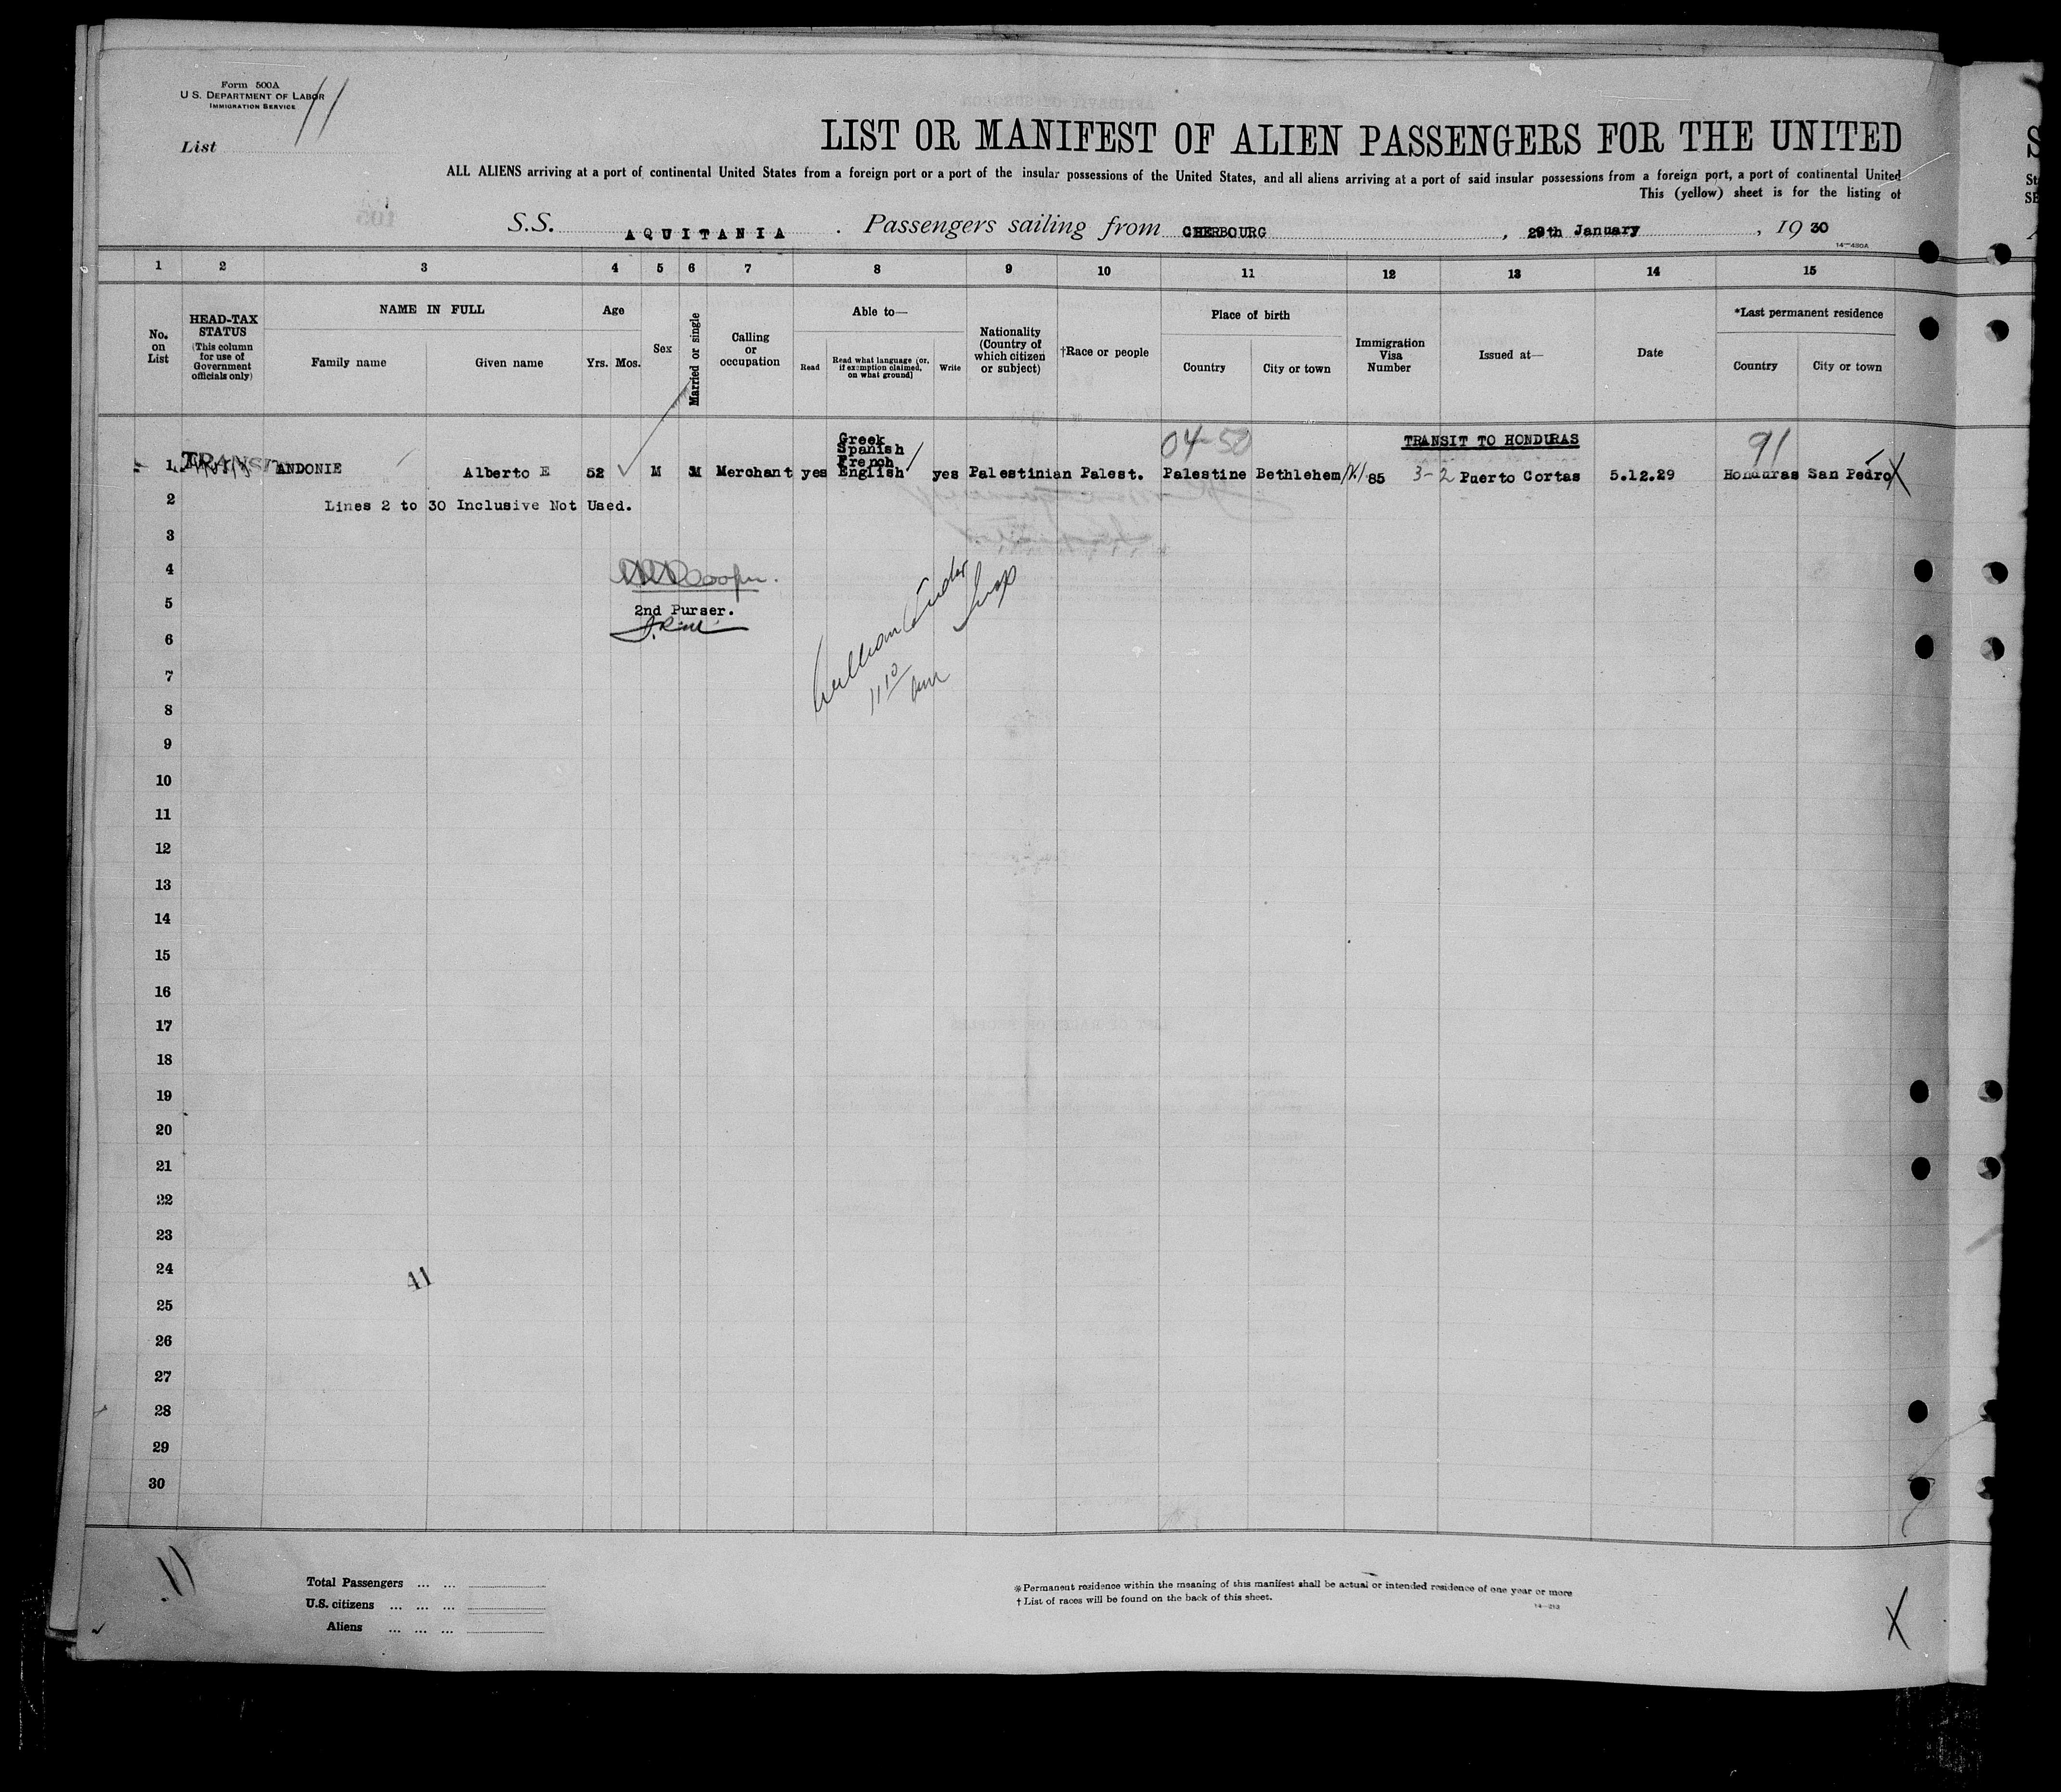 Form 500A
U S. DEPARTMENT OF LABOR
IMMIGRATION SERVICE
List 11
LIST OR MANIFEST OF ALIEN PASSENGERS FOR THE UNITED
ALL ALIENS arriving at a port of continental United States from a foreign port or a port of the insular possessions of the United States, and all aliens arriving at a port of said insular possessions from a foreign port, a port of continental United
This (yellow) sheet is for the listing of
S.S. AQUITANIA . Passengers sailing from CHERBOURG , 29th January , 19 30
14—480A
1 2 3 4 5 6 7 8 9 10 11 12 13 14 15
No. on List
HEAD-TAX STATUS (This column for use of Government officials only)
NAME IN FULL
Family name Given name
Age
Yrs. Mos.
Sex
Married or single
Calling or occupation
Able to—
Read Read what language (or, if exemption claimed, on what ground) Write
Nationality (Country of which citizen or subject)
†Race or people
Place of birth
Country City or town
Immigration Visa Number
Issued at—
Date
*Last permanent residence
Country City or town
04-50 TRANSIT TO HONDURAS 91
Greek
Spanish
French
1 TRANSIT ANDONIE Alberto E 52 M M Merchant yes English yes Palestinian Palest. Palestine Bethlehem 85 3-2 Puerto Cortas 5.12.29 Honduras San Pedro X
2 Lines 2 to 30 Inclusive Not Used.
3
4
5 2nd Purser.
6
7
8
9
10
11
12
13
14
15
16
17
18
19
20
21
22
23
24 41
25
26
27
28
29
30
11
Total Passengers ... ...
U.S. citizens ... ... ...
Aliens ... ... ...
*Permanent residence within the meaning of this manifest shall be actual or intended residence of one year or more
† List of races will be found on the back of this sheet.
14—213
X